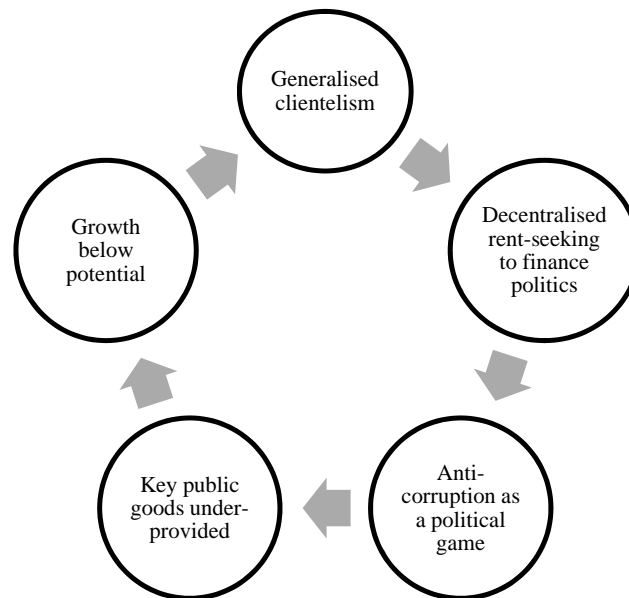 Generalised
clientelism
Decentralised
rent-seeking
to finance
politics
Anti-
corruption as
a political
game
Key public
goods under-
provided
Growth
below
potential